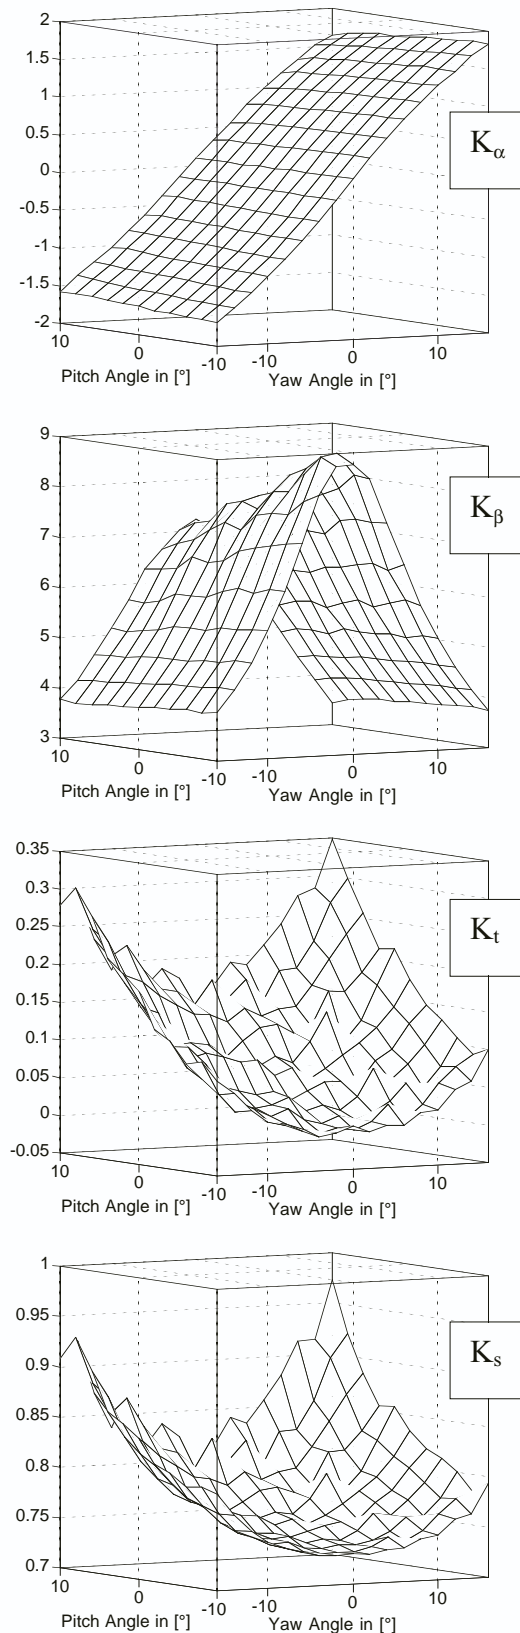 2
1.5
1
0.5
0
-0.5
-1
-1.5
-2
K_α
10 0 -10 -10 0 10
Pitch Angle in [°] Yaw Angle in [°]
9
8
7
6
5
4
3
K_β
10 0 -10 -10 0 10
Pitch Angle in [°] Yaw Angle in [°]
0.35
0.3
0.25
0.2
0.15
0.1
0.05
0
-0.05
K_t
10 0 -10 -10 0 10
Pitch Angle in [°] Yaw Angle in [°]
1
0.95
0.9
0.85
0.8
0.75
0.7
K_s
10 0 -10 -10 0 10
Pitch Angle in [°] Yaw Angle in [°]